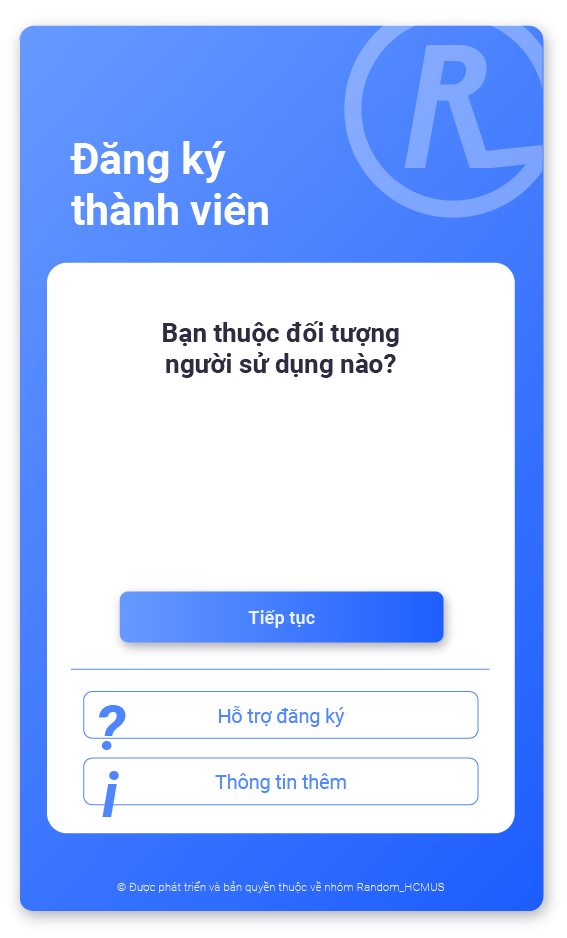 R
Đăng ký
thành viên
Bạn thuộc đối tượng
người sử dụng nào?
Tiếp tục
? Hỗ trợ đăng ký
i Thông tin thêm
© Được phát triển và bản quyền thuộc về nhóm Random_HCMUS